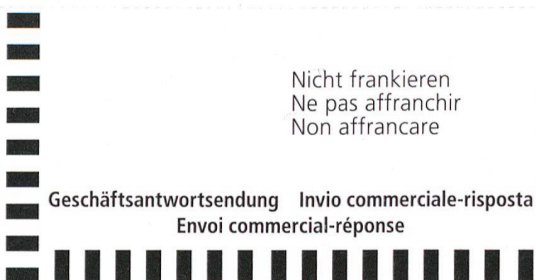 Nicht frankieren
Ne pas affranchir
Non affrancare
Geschäftsantwortsendung Invio commerciale-risposta
Envoi commercial-réponse